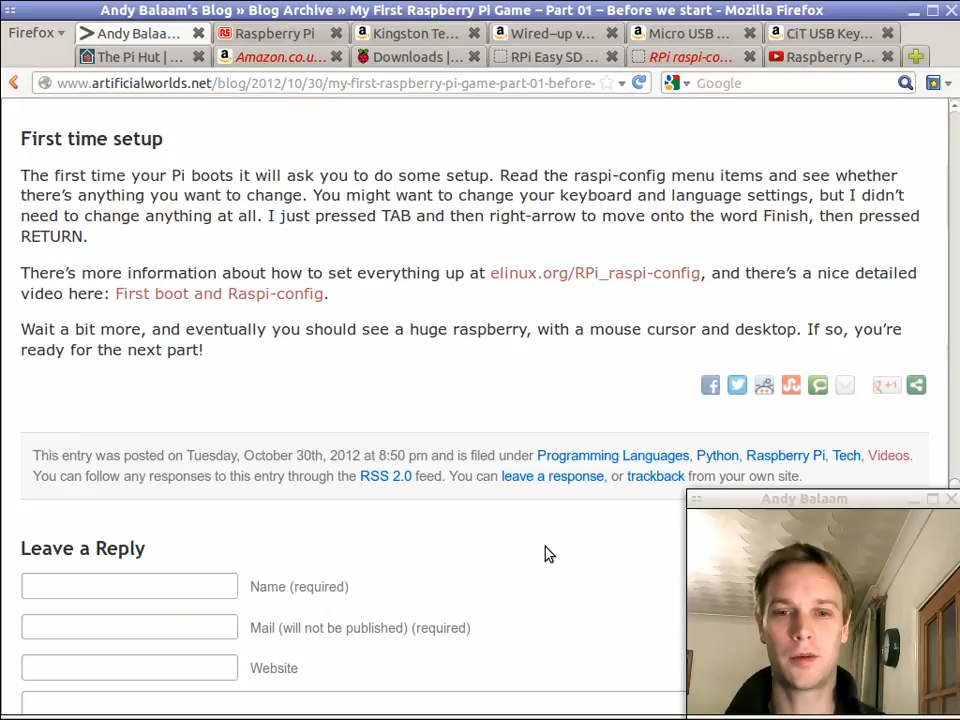 Andy Balaam's Blog » Blog Archive » My First Raspberry Pi Game – Part 01 – Before we start - Mozilla Firefox
Firefox
Andy Balaa...
Raspberry Pi
Kingston Te...
Wired--up v...
Micro USB ...
CiT USB Key...
The Pi Hut | ...
Amazon.co.u...
Downloads | ...
RPi Easy SD...
RPi raspi-co...
Raspberry P...
www.artificialworlds.net/blog/2012/10/30/my-first-raspberry-pi-game-part-01-before-
Google
First time setup
The first time your Pi boots it will ask you to do some setup. Read the raspi-config menu items and see whether
there's anything you want to change. You might want to change your keyboard and language settings, but I didn't
need to change anything at all. I just pressed TAB and then right-arrow to move onto the word Finish, then pressed
RETURN.
There's more information about how to set everything up at elinux.org/RPi_raspi-config, and there's a nice detailed
video here: First boot and Raspi-config.
Wait a bit more, and eventually you should see a huge raspberry, with a mouse cursor and desktop. If so, you're
ready for the next part!
+1
This entry was posted on Tuesday, October 30th, 2012 at 8:50 pm and is filed under Programming Languages, Python, Raspberry Pi, Tech, Videos.
You can follow any responses to this entry through the RSS 2.0 feed. You can leave a response, or trackback from your own site.
Andy Balaam
Leave a Reply
Name (required)
Mail (will not be published) (required)
Website